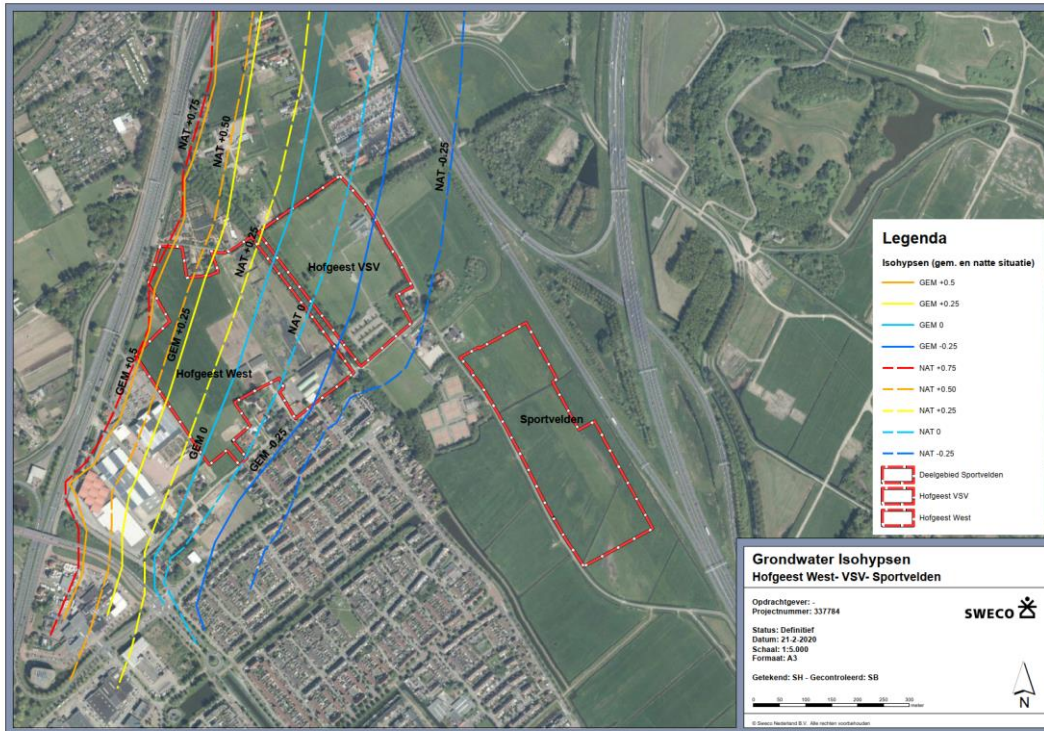 NAT +0.75
NAT +0.50
NAT -0.25
NAT +0.25
Hofgeest VSV
NAT 0
GEM +0.25
GEM +0.5
Hofgeest West
Sportvelden
GEM 0
GEM -0.25
Legenda
Isohypsen (gem. en natte situatie)
GEM +0.5
GEM +0.25
GEM 0
GEM -0.25
NAT +0.75
NAT +0.50
NAT +0.25
NAT 0
NAT -0.25
Deelgebied Sportvelden
Hofgeest VSV
Hofgeest West
Grondwater Isohypsen
Hofgeest West- VSV- Sportvelden
Opdrachtgever: -
Projectnummer: 337784
SWECO
Status: Definitief
Datum: 21-2-2020
Schaal: 1:5.000
Formaat: A3
Getekend: SH - Gecontroleerd: SB
0 50 100 150 200 250 300
meter
N
© Sweco Nederland B.V. Alle rechten voorbehouden